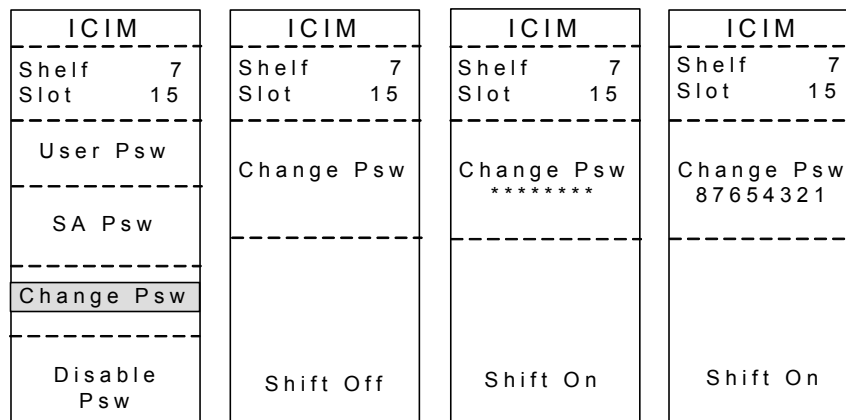 ICIM
Shelf 7
Slot 15
User Psw
SA Psw
Change Psw
Disable
Psw
ICIM
Shelf 7
Slot 15
Change Psw
Shift Off
ICIM
Shelf 7
Slot 15
Change Psw
********
Shift On
ICIM
Shelf 7
Slot 15
Change Psw
87654321
Shift On